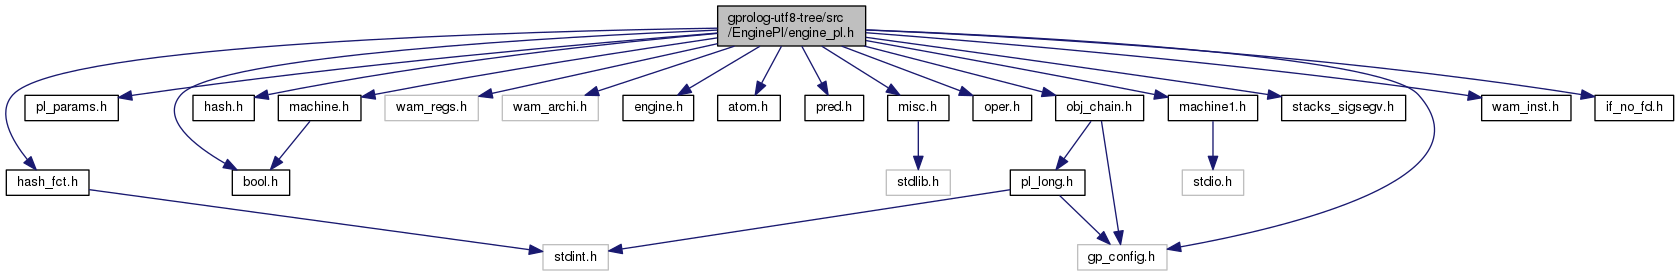 gprolog-utf8-tree/src
/EnginePl/engine_pl.h
pl_params.h
hash.h
machine.h
wam_regs.h
wam_archi.h
engine.h
atom.h
pred.h
misc.h
oper.h
obj_chain.h
machine1.h
stacks_sigsegv.h
wam_inst.h
if_no_fd.h
hash_fct.h
bool.h
stdlib.h
pl_long.h
stdio.h
stdint.h
gp_config.h